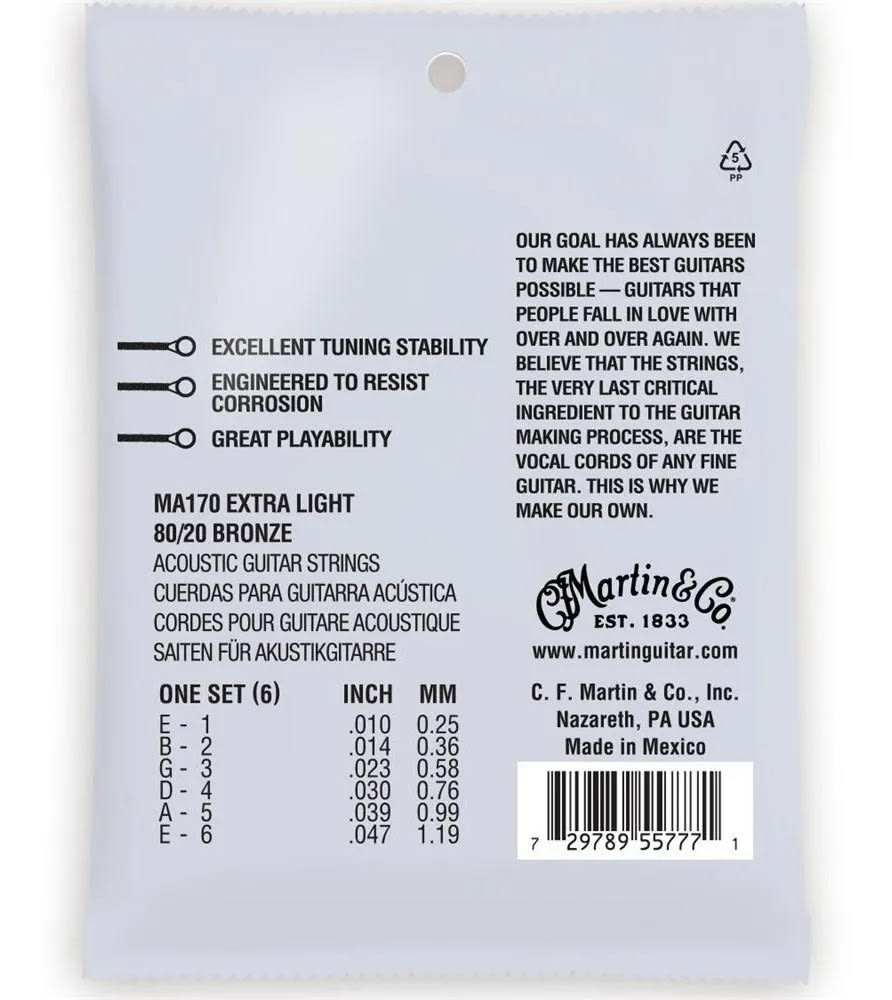 5
PP
OUR GOAL HAS ALWAYS BEEN
TO MAKE THE BEST GUITARS
POSSIBLE — GUITARS THAT
PEOPLE FALL IN LOVE WITH
OVER AND OVER AGAIN. WE
BELIEVE THAT THE STRINGS,
THE VERY LAST CRITICAL
INGREDIENT TO THE GUITAR
MAKING PROCESS, ARE THE
VOCAL CORDS OF ANY FINE
GUITAR. THIS IS WHY WE
MAKE OUR OWN.
EXCELLENT TUNING STABILITY
ENGINEERED TO RESIST
CORROSION
GREAT PLAYABILITY
MA170 EXTRA LIGHT
80/20 BRONZE
ACOUSTIC GUITAR STRINGS
CUERDAS PARA GUITARRA ACÚSTICA
CORDES POUR GUITARE ACOUSTIQUE
SAITEN FÜR AKUSTIKGITARRE
ONE SET (6) INCH MM
E - 1 .010 0.25
B - 2 .014 0.36
G - 3 .023 0.58
D - 4 .030 0.76
A - 5 .039 0.99
E - 6 .047 1.19
CF Martin & Co.®
EST. 1833
www.martinguitar.com
C. F. Martin & Co., Inc.
Nazareth, PA USA
Made in Mexico
7 29789 55777 1